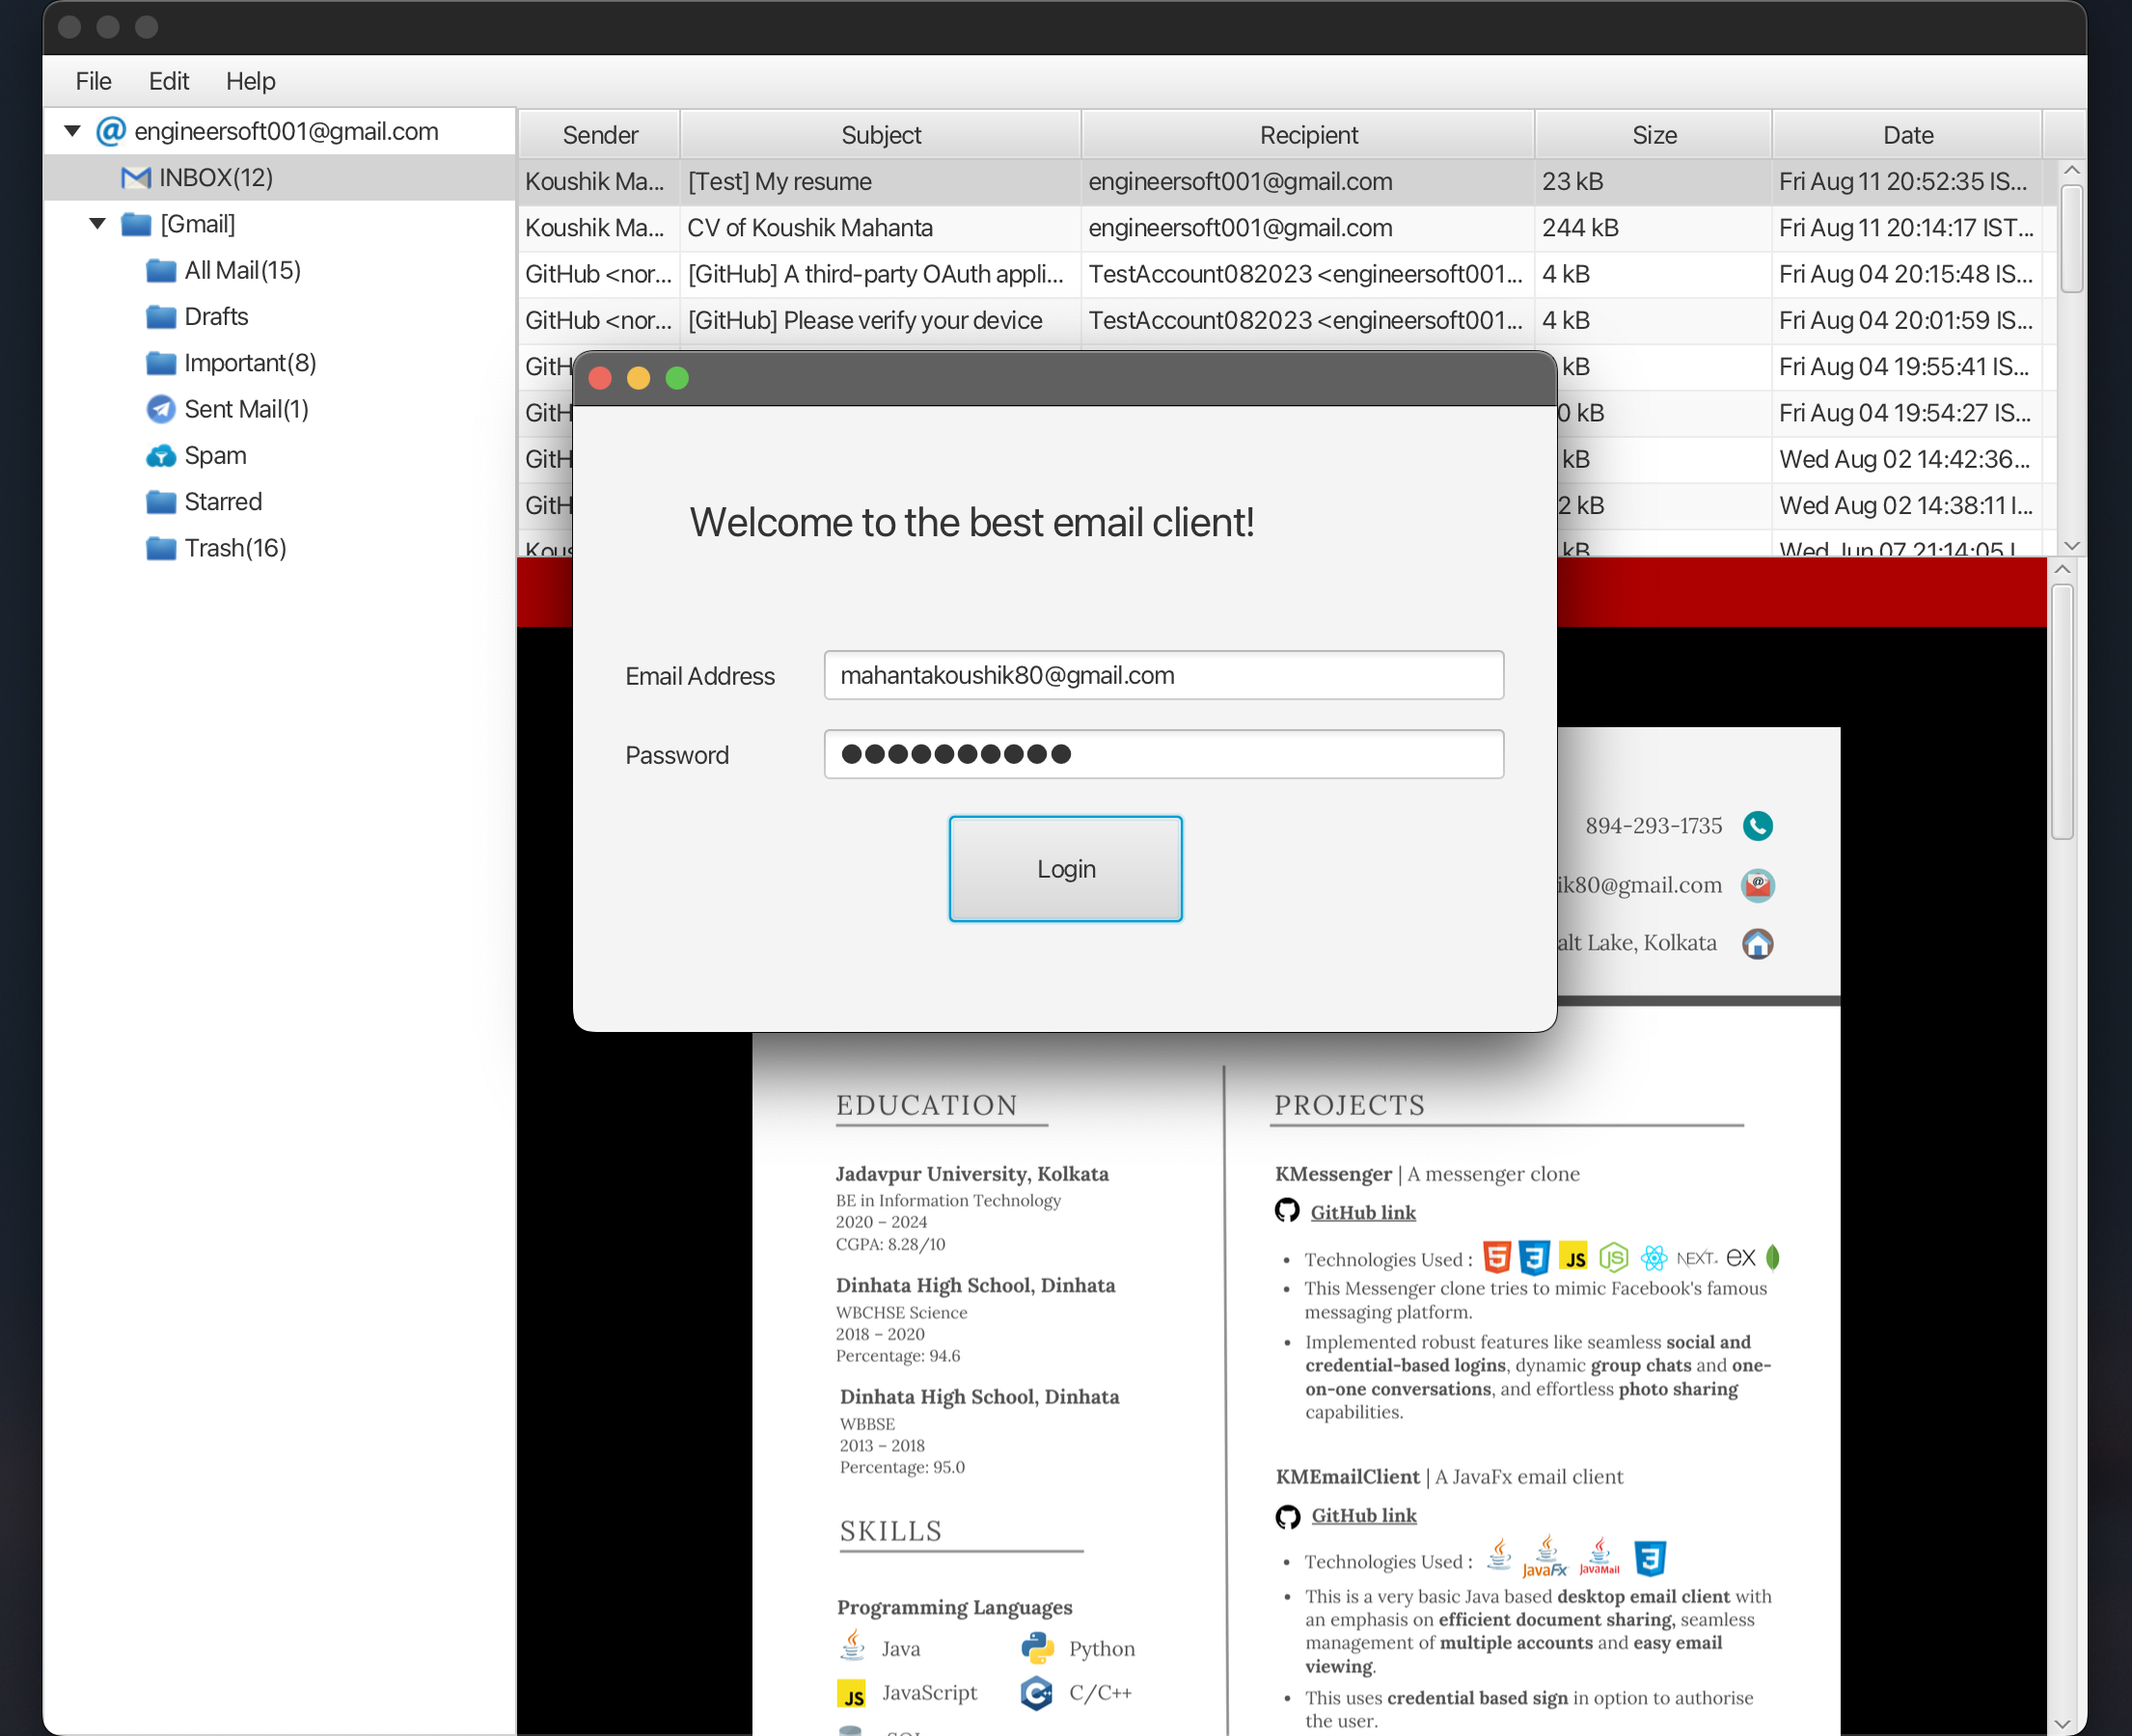 File Edit Help
engineersoft001@gmail.com
INBOX(12)
[Gmail]
All Mail(15)
Drafts
Important(8)
Sent Mail(1)
Spam
Starred
Trash(16)
Sender Subject Recipient Size Date
Koushik Ma... [Test] My resume engineersoft001@gmail.com 23 kB Fri Aug 11 20:52:35 IS...
Koushik Ma... CV of Koushik Mahanta engineersoft001@gmail.com 244 kB Fri Aug 11 20:14:17 IST...
GitHub <nor... [GitHub] A third-party OAuth appli... TestAccount082023 <engineersoft001... 4 kB Fri Aug 04 20:15:48 IS...
GitHub <nor... [GitHub] Please verify your device TestAccount082023 <engineersoft001... 4 kB Fri Aug 04 20:01:59 IS...
GitH kB Fri Aug 04 19:55:41 IS...
GitH 0 kB Fri Aug 04 19:54:27 IS...
GitH kB Wed Aug 02 14:42:36...
GitH 2 kB Wed Aug 02 14:38:11 I...
Kous kB Wed Jun 07 21:14:05 I
Welcome to the best email client!
Email Address mahantakoushik80@gmail.com
Password
Login
894-293-1735
ik80@gmail.com
alt Lake, Kolkata
EDUCATION
Jadavpur University, Kolkata
BE in Information Technology
2020 – 2024
CGPA: 8.28/10
Dinhata High School, Dinhata
WBCHSE Science
2018 – 2020
Percentage: 94.6
Dinhata High School, Dinhata
WBBSE
2013 – 2018
Percentage: 95.0
SKILLS
Programming Languages
Java Python
JS JavaScript C/C++
PROJECTS
KMessenger | A messenger clone
GitHub link
• Technologies Used : 5 3 JS JS NEXT. ex
• This Messenger clone tries to mimic Facebook's famous
messaging platform.
• Implemented robust features like seamless social and
credential-based logins, dynamic group chats and one-
on-one conversations, and effortless photo sharing
capabilities.
KMEmailClient | A JavaFx email client
GitHub link
• Technologies Used : JavaFx JavaMail 3
• This is a very basic Java based desktop email client with
an emphasis on efficient document sharing, seamless
management of multiple accounts and easy email
viewing.
• This uses credential based sign in option to authorise
the user.